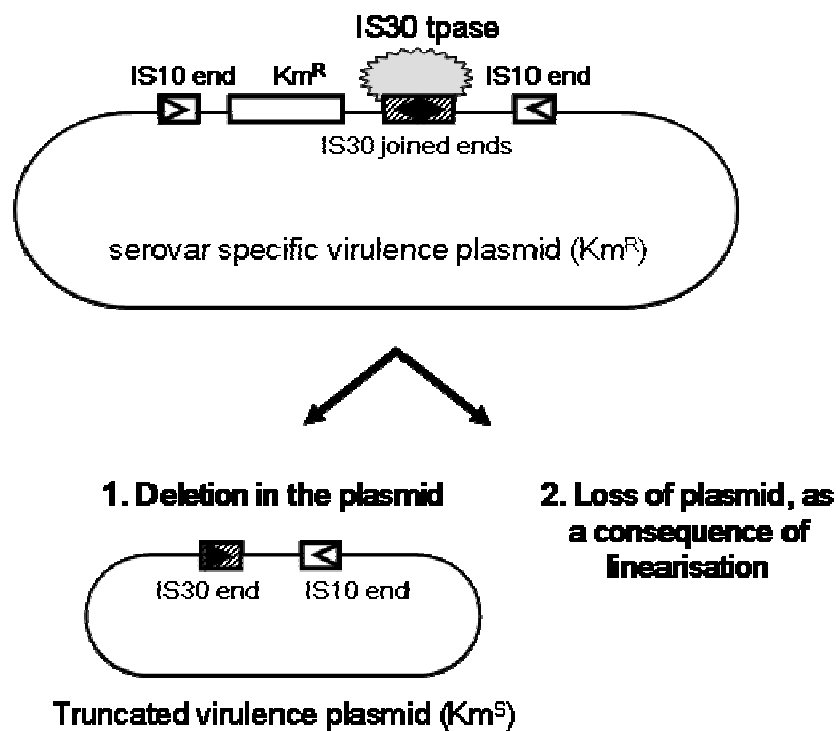 IS30 tpase
IS10 end Km^R IS10 end
IS30 joined ends
serovar specific virulence plasmid (Km^R)
1. Deletion in the plasmid
2. Loss of plasmid, as
a consequence of
linearisation
IS30 end IS10 end
Truncated virulence plasmid (Km^S)